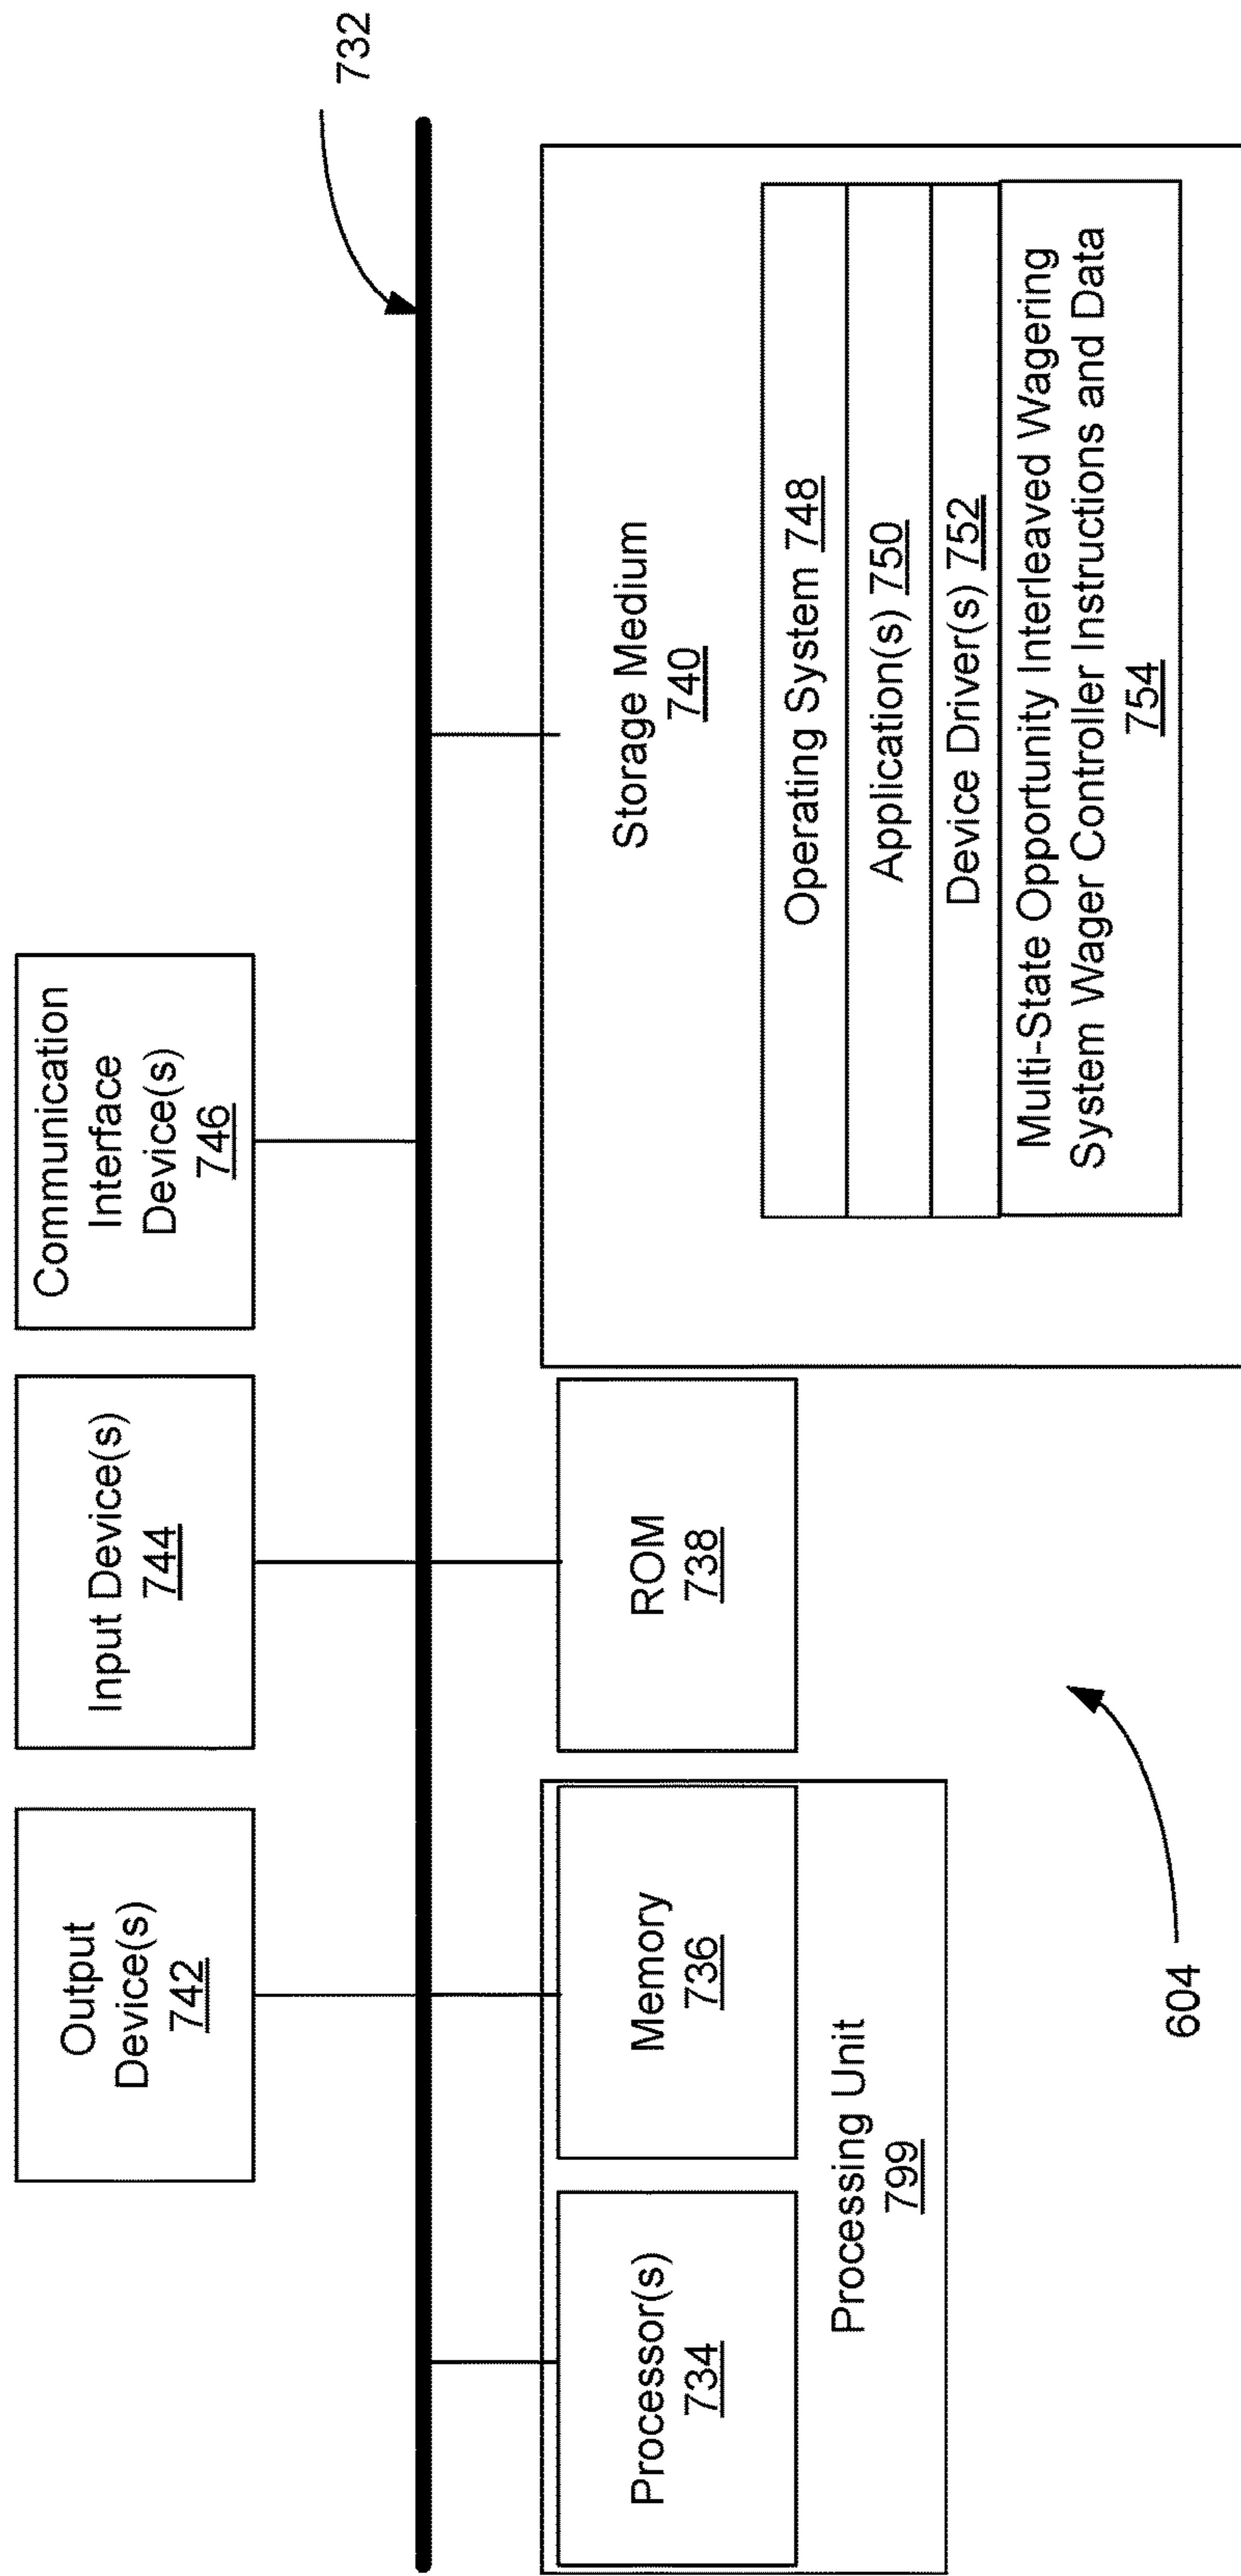 Output
Device(s)
742
Input Device(s)
744
Communication
Interface
Device(s)
746
732
Processor(s)
734
Memory
736
Processing Unit
799
ROM
738
Storage Medium
740
Operating System 748
Application(s) 750
Device Driver(s) 752
Multi-State Opportunity Interleaved Wagering
System Wager Controller Instructions and Data
754
604